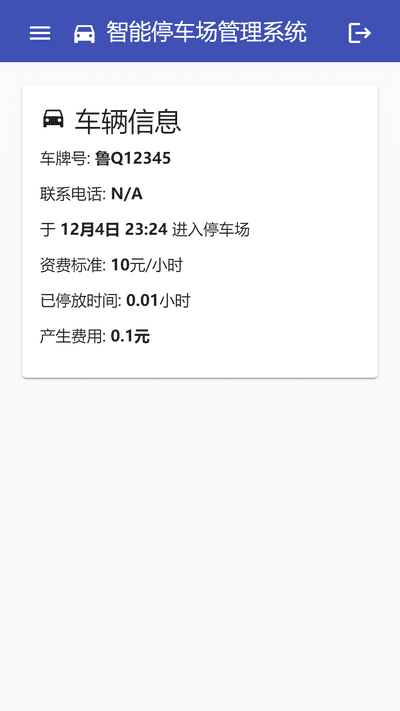 智能停车场管理系统
车辆信息
车牌号: 鲁Q12345
联系电话: N/A
于 12月4日 23:24 进入停车场
资费标准: 10元/小时
已停放时间: 0.01小时
产生费用: 0.1元